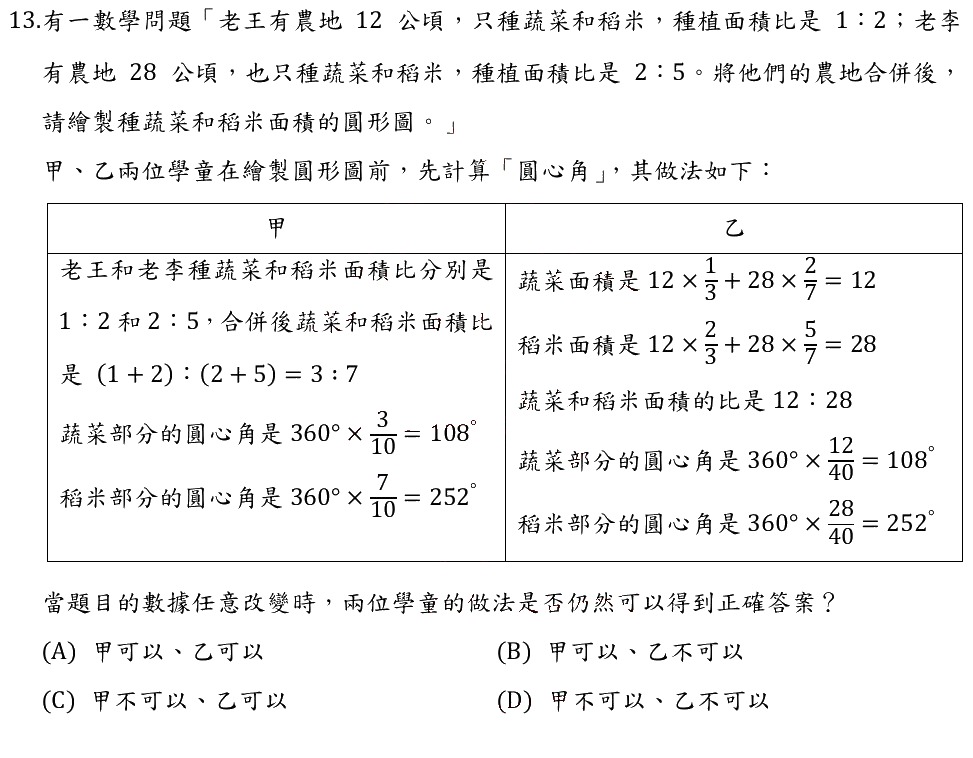 13.有一數學問題「老王有農地 12 公頃，只種蔬菜和稻米，種植面積比是 1：2；老李
有農地 28 公頃，也只種蔬菜和稻米，種植面積比是 2：5。將他們的農地合併後，
請繪製種蔬菜和稻米面積的圓形圖。」
甲、乙兩位學童在繪製圓形圖前，先計算「圓心角」，其做法如下：
甲
老王和老李種蔬菜和稻米面積比分別是
1：2 和 2：5，合併後蔬菜和稻米面積比
是 (1 + 2)：(2 + 5) = 3 : 7
蔬菜部分的圓心角是 360° × 3/10 = 108°
稻米部分的圓心角是 360° × 7/10 = 252°
乙
蔬菜面積是 12 × 1/3 + 28 × 2/7 = 12
稻米面積是 12 × 2/3 + 28 × 5/7 = 28
蔬菜和稻米面積的比是 12：28
蔬菜部分的圓心角是 360° × 12/40 = 108°
稻米部分的圓心角是 360° × 28/40 = 252°
當題目的數據任意改變時，兩位學童的做法是否仍然可以得到正確答案？
(A) 甲可以、乙可以 (B) 甲可以、乙不可以
(C) 甲不可以、乙可以 (D) 甲不可以、乙不可以